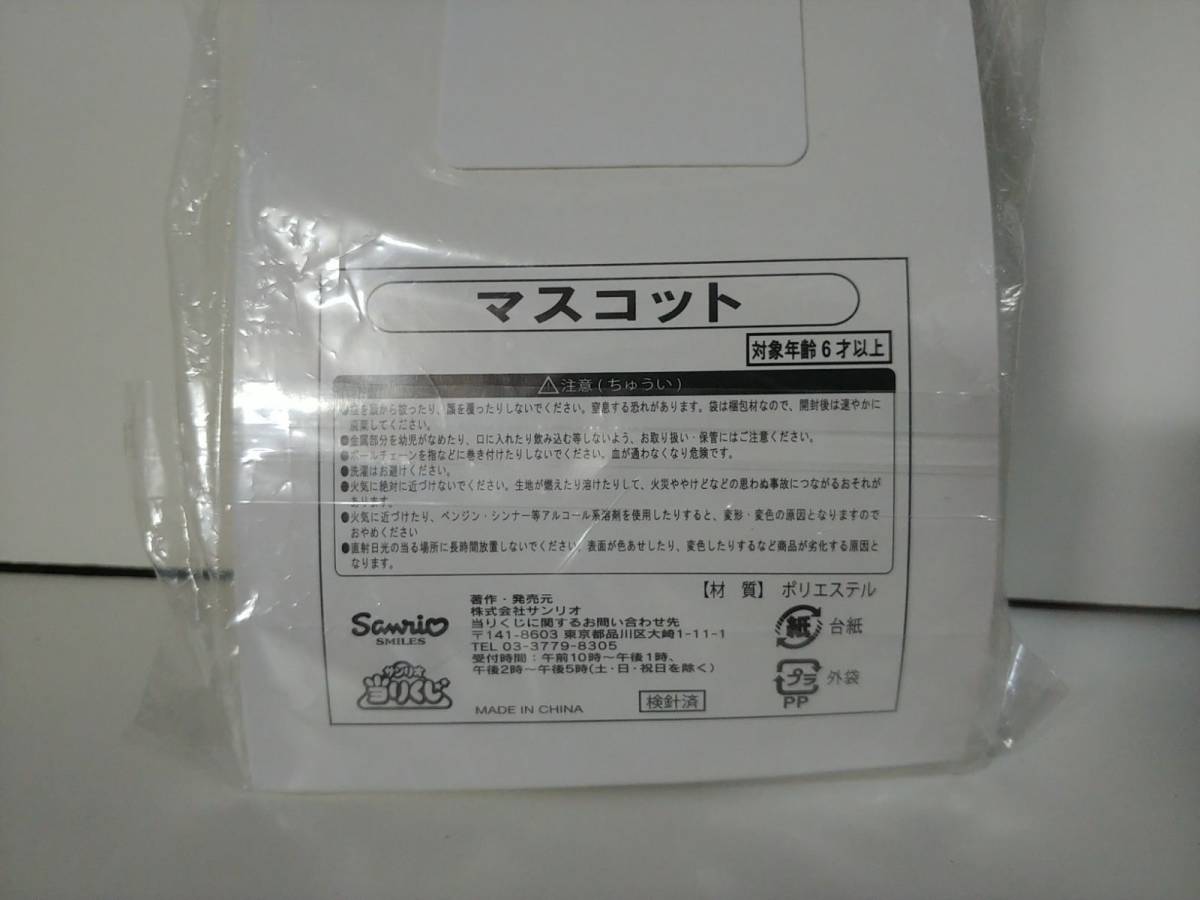 マスコット
対象年齢6才以上
⚠注意(ちゅうい)
●袋を頭から被ったり、顔を覆ったりしないでください。窒息する恐れがあります。袋は梱包材なので、開封後は速やかに
廃棄してください。
●金属部分を幼児がなめたり、口に入れたり飲み込む等しないよう、お取り扱い・保管にはご注意ください。
●ボールチェーンを指などに巻き付けたりしないでください。血が通わなくなり危険です。
●洗濯はお避けください。
●火気に絶対に近づけないでください。生地が燃えたり溶けたりして、火災ややけどなどの思わぬ事故につながるおそれが
あります。
●火気に近づけたり、ベンジン・シンナー等アルコール系溶剤を使用したりすると、変形・変色の原因となりますので
おやめください
●直射日光の当る場所に長時間放置しないでください。表面が色あせしたり、変色したりするなど商品が劣化する原因と
なります。
【材 質】 ポリエステル
Sanrio
SMILES
サンリオ
当りくじ
著作・発売元
株式会社サンリオ
当りくじに関するお問い合わせ先
〒141-8603 東京都品川区大崎1-11-1
TEL 03-3779-8305
受付時間：午前10時～午後1時、
午後2時～午後5時(土・日・祝日を除く)
MADE IN CHINA
検針済
紙 台紙
プラ 外袋
PP